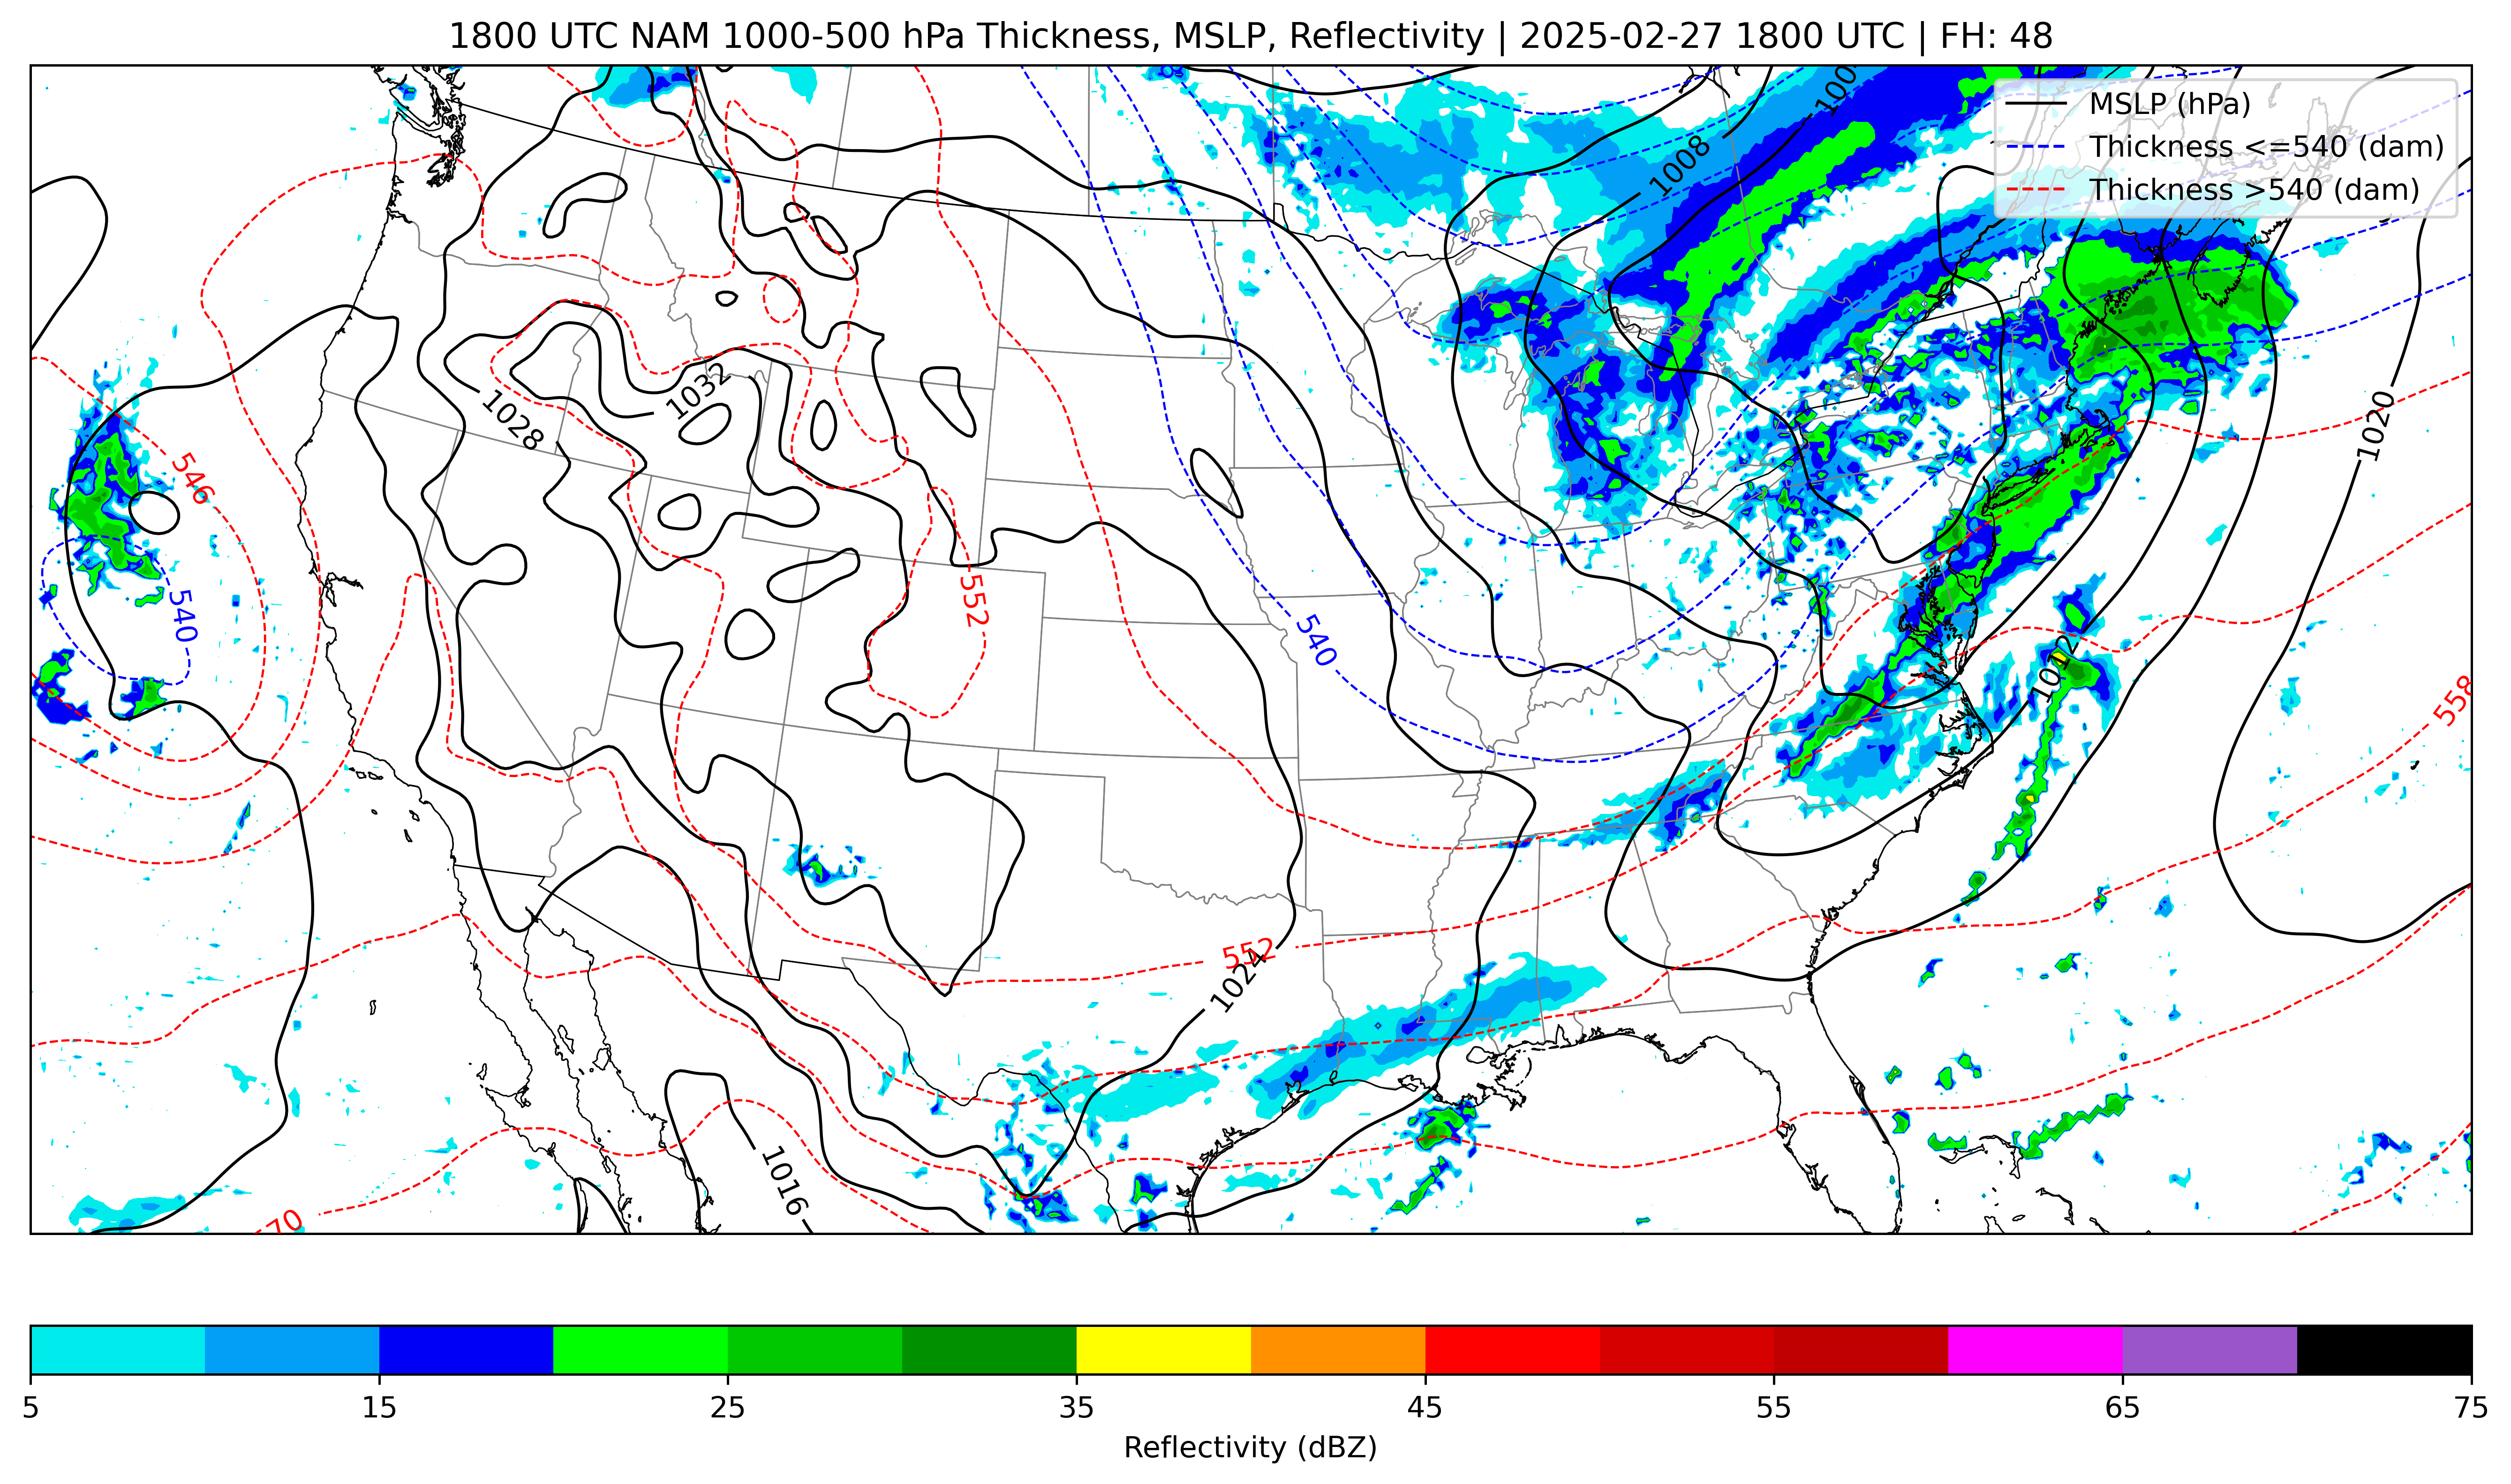 1800 UTC NAM 1000-500 hPa Thickness, MSLP, Reflectivity | 2025-02-27 1800 UTC | FH: 48
MSLP (hPa)
Thickness <=540 (dam)
Thickness >540 (dam)
1008
1028
1032
1020
546
540
552
540
1012
558
552
1024
1016
70
5 15 25 35 45 55 65 75
Reflectivity (dBZ)